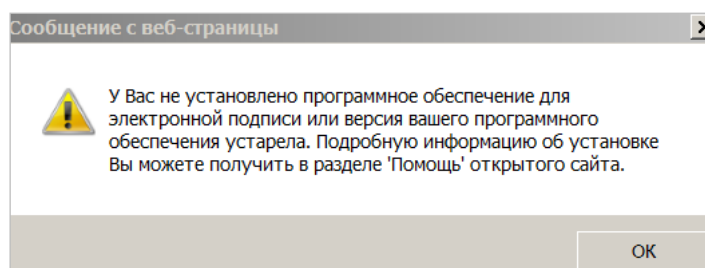 Сообщение с веб-страницы
У Вас не установлено программное обеспечение для
электронной подписи или версия вашего программного
обеспечения устарела. Подробную информацию об установке
Вы можете получить в разделе 'Помощь' открытого сайта.
ОК